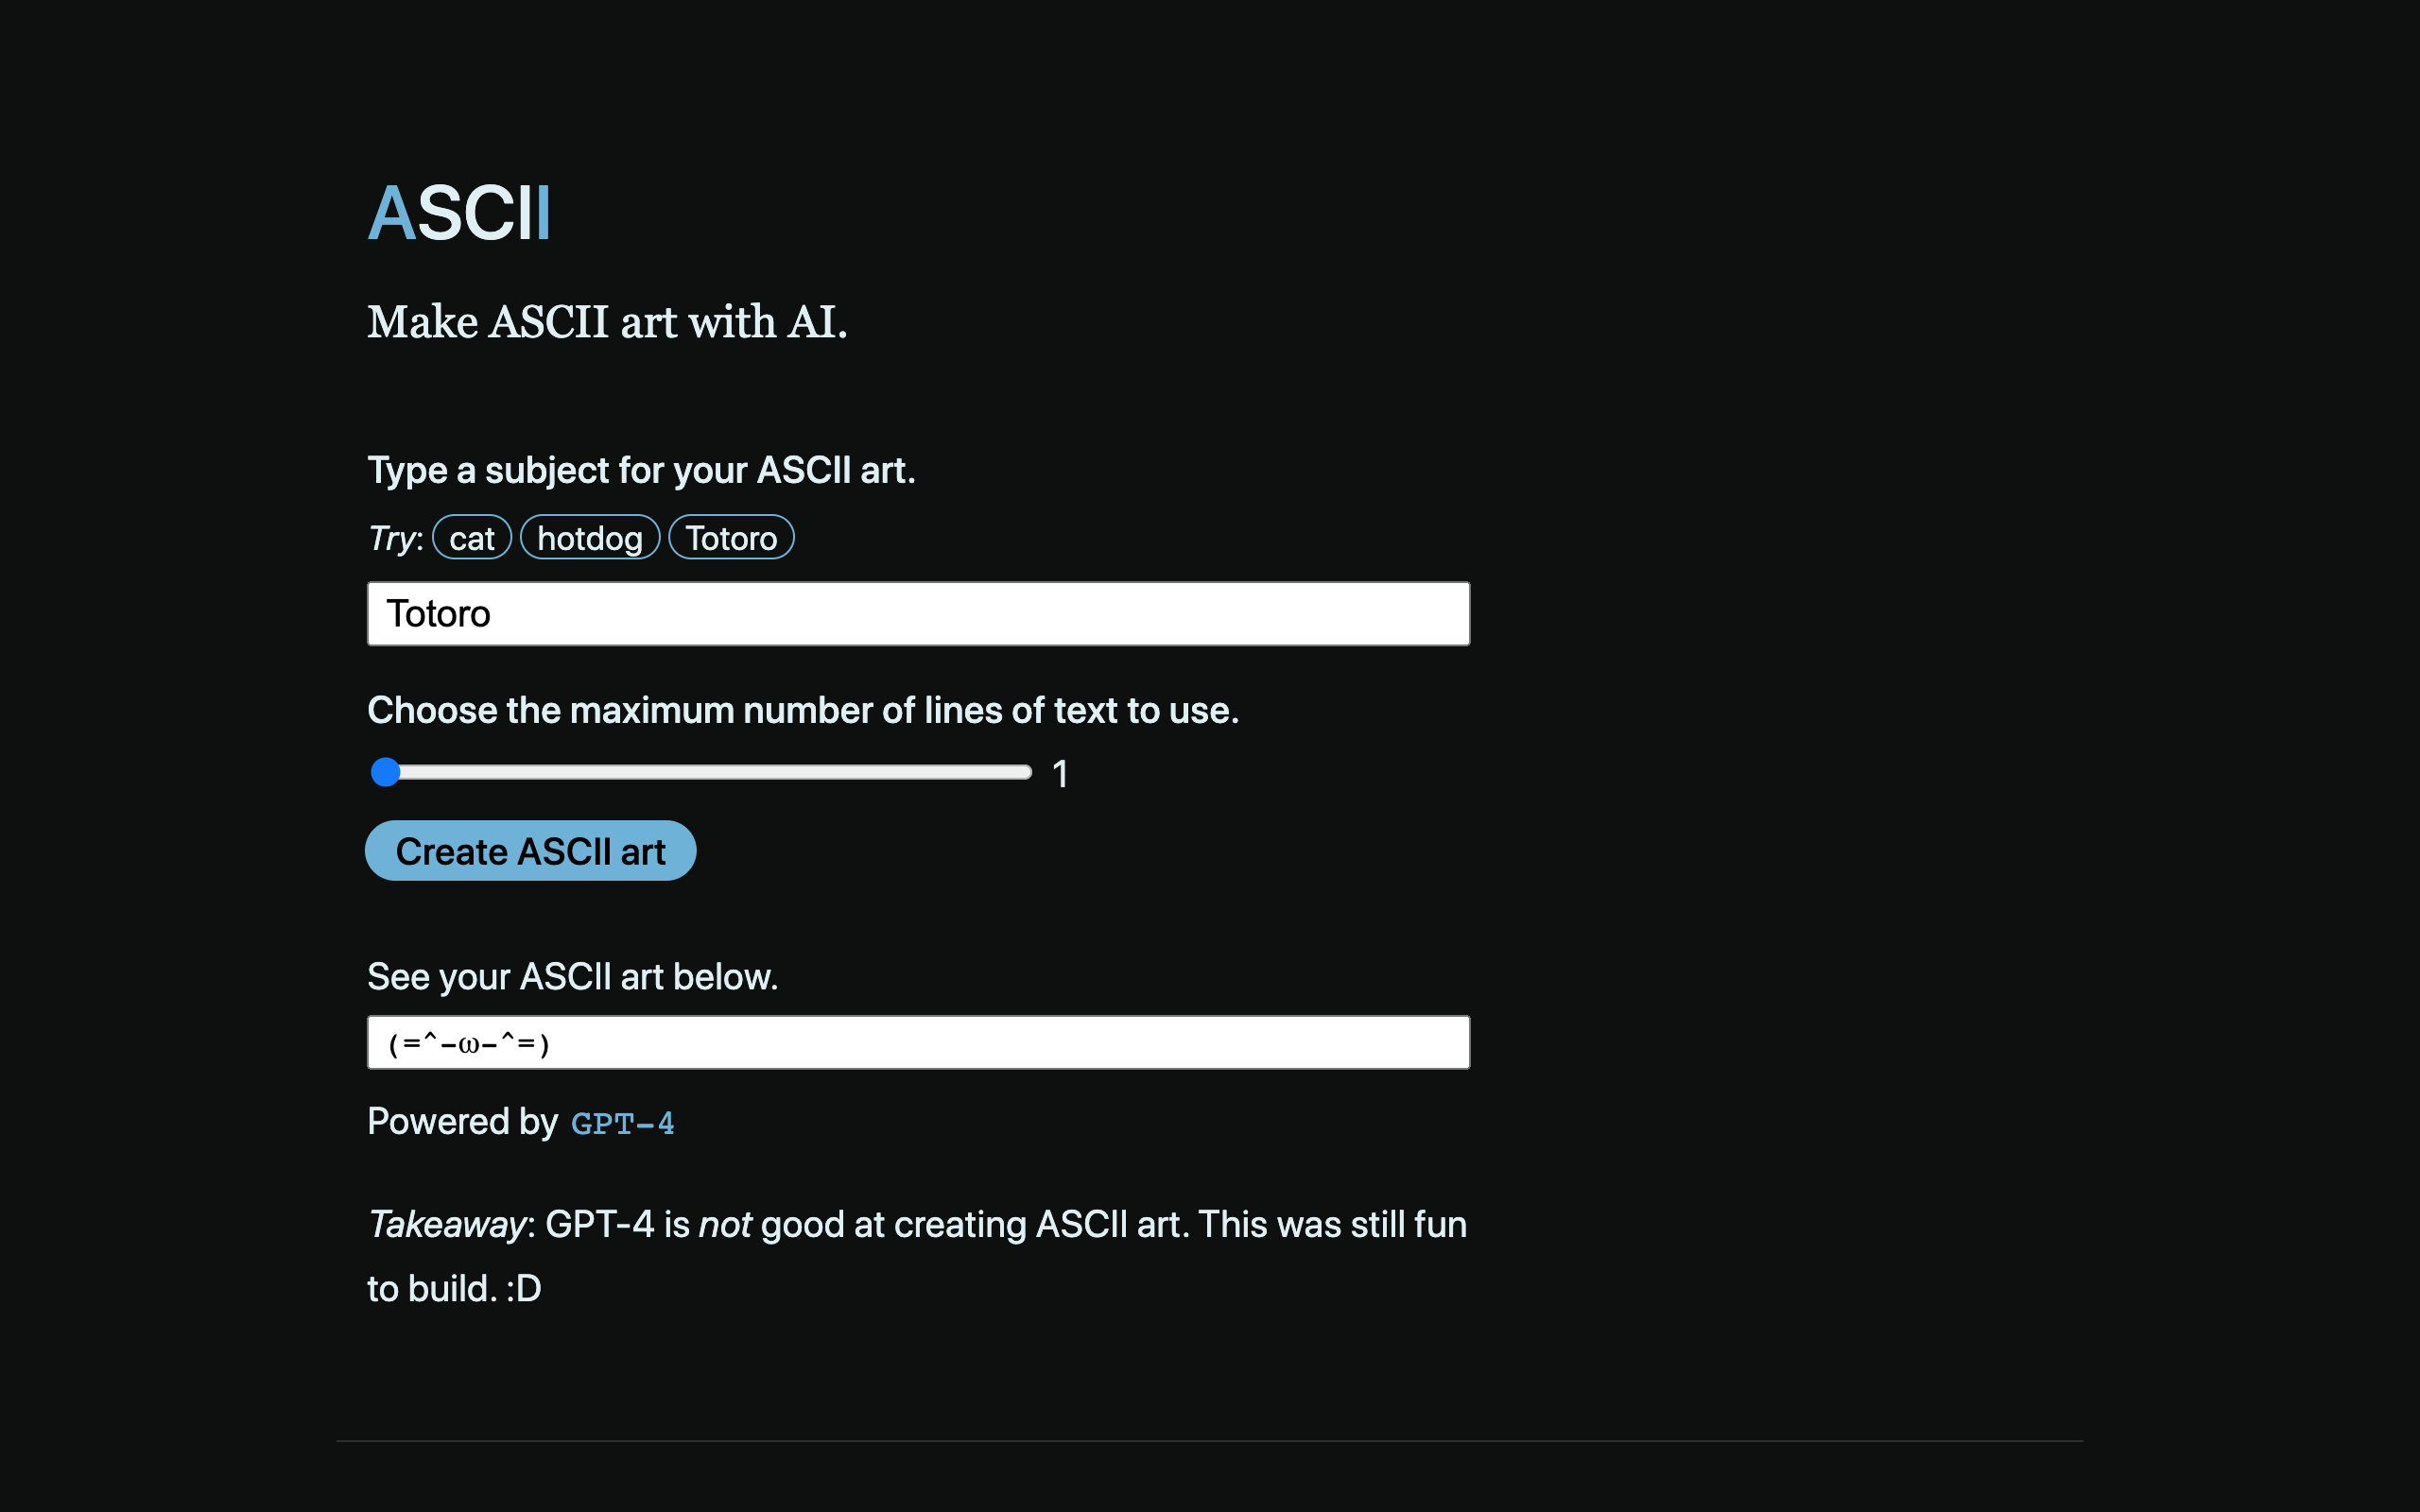 ASCII
Make ASCII art with AI.
Type a subject for your ASCII art.
Try: cat hotdog Totoro
Totoro
Choose the maximum number of lines of text to use.
1
Create ASCII art
See your ASCII art below.
(=^-ω-^=)
Powered by GPT-4
Takeaway: GPT-4 is not good at creating ASCII art. This was still fun
to build. :D